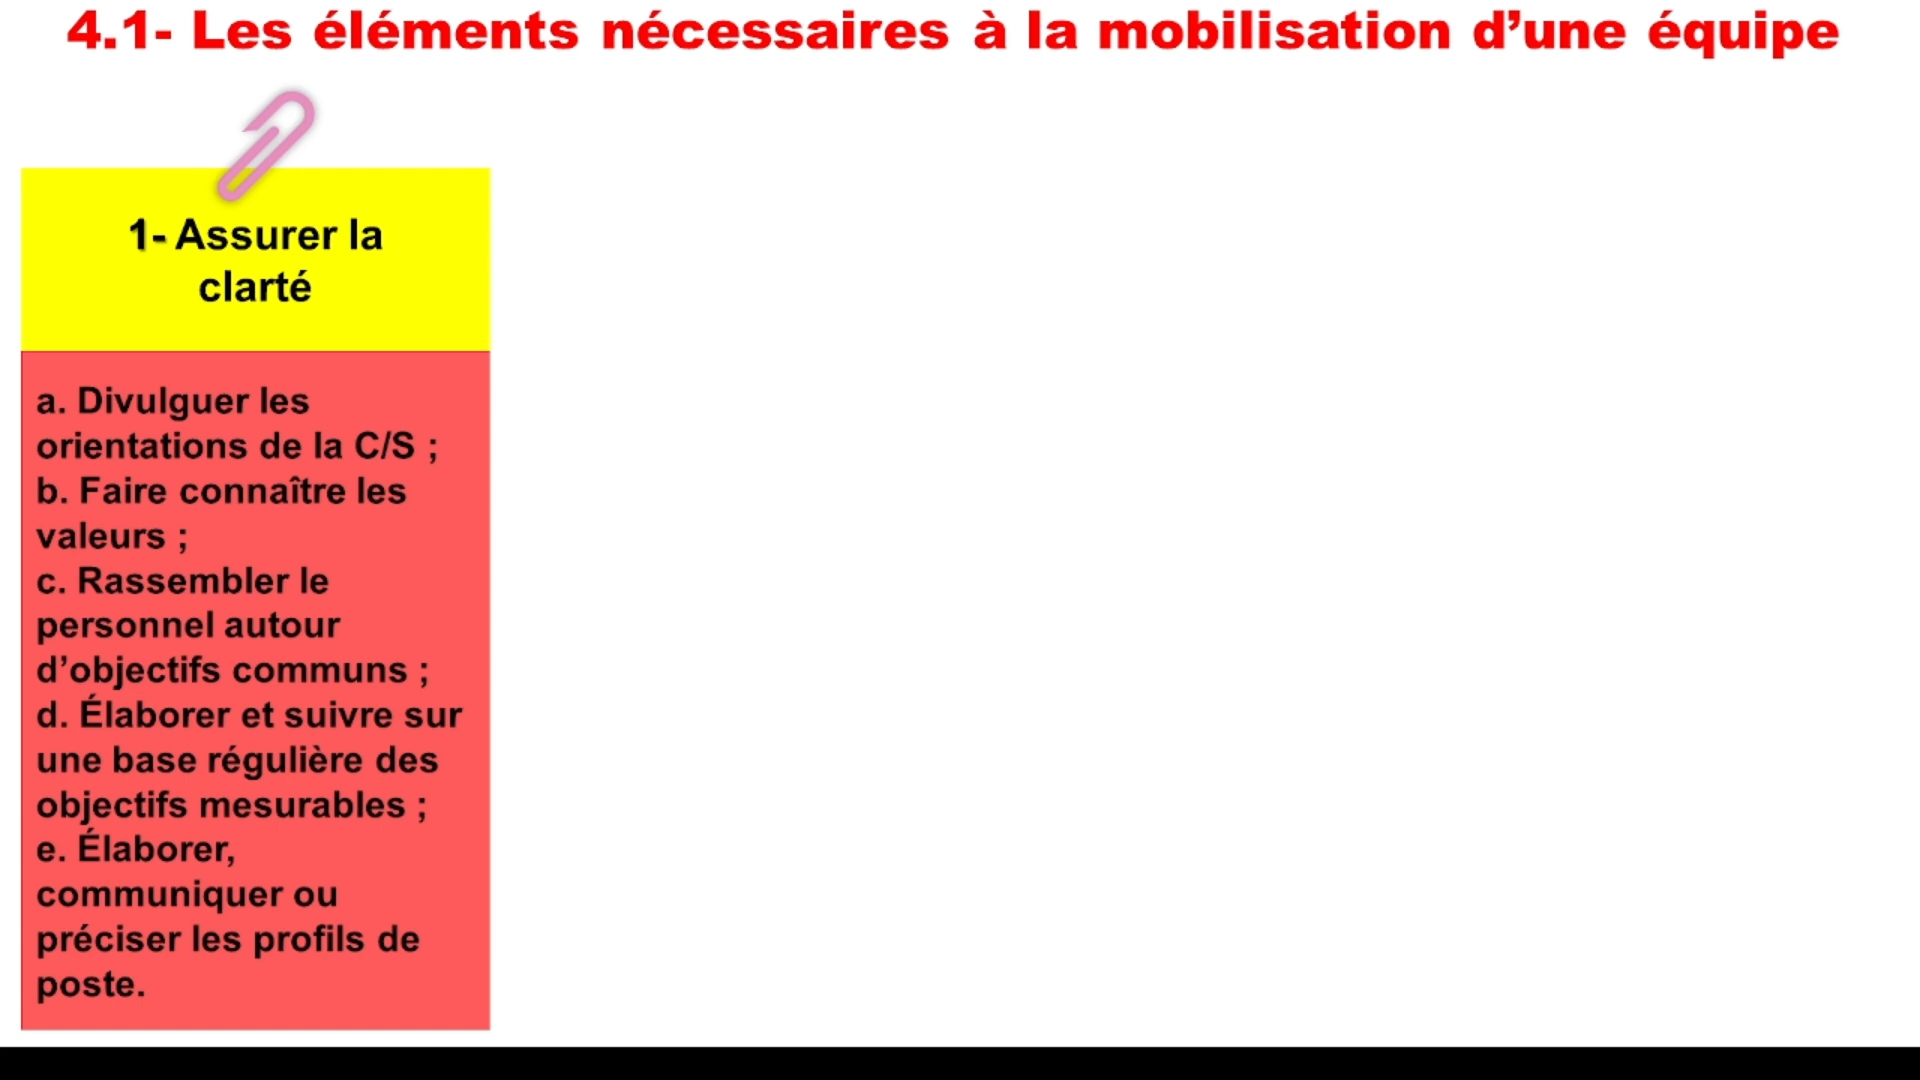 4.1- Les éléments nécessaires à la mobilisation d’une équipe
1- Assurer la
clarté
a. Divulguer les
orientations de la C/S ;
b. Faire connaître les
valeurs ;
c. Rassembler le
personnel autour
d’objectifs communs ;
d. Élaborer et suivre sur
une base régulière des
objectifs mesurables ;
e. Élaborer,
communiquer ou
préciser les profils de
poste.